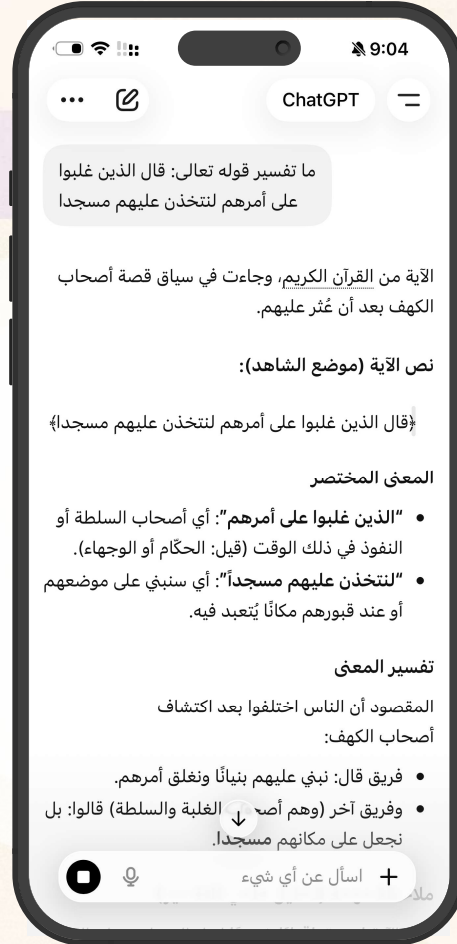 9:04
ChatGPT
ما تفسير قوله تعالى: قال الذين غلبوا
على أمرهم لنتخذن عليهم مسجدا
الآية من القرآن الكريم، وجاءت في سياق قصة أصحاب
الكهف بعد أن عُثر عليهم.
نص الآية (موضع الشاهد):
﴿قال الذين غلبوا على أمرهم لنتخذن عليهم مسجدا﴾
المعنى المختصر
• “الذين غلبوا على أمرهم”: أي أصحاب السلطة أو
النفوذ في ذلك الوقت (قيل: الحكّام أو الوجهاء).
• “لنتخذن عليهم مسجداً”: أي سنبني على موضعهم
أو عند قبورهم مكانًا يُتعبد فيه.
تفسير المعنى
المقصود أن الناس اختلفوا بعد اكتشاف
أصحاب الكهف:
• فريق قال: نبني عليهم بنيانًا ونغلق أمرهم.
• وفريق آخر (وهم الغلبة والسلطة) قالوا: بل
نجعل على مكانهم مسجدا.
اسأل عن أي شيء